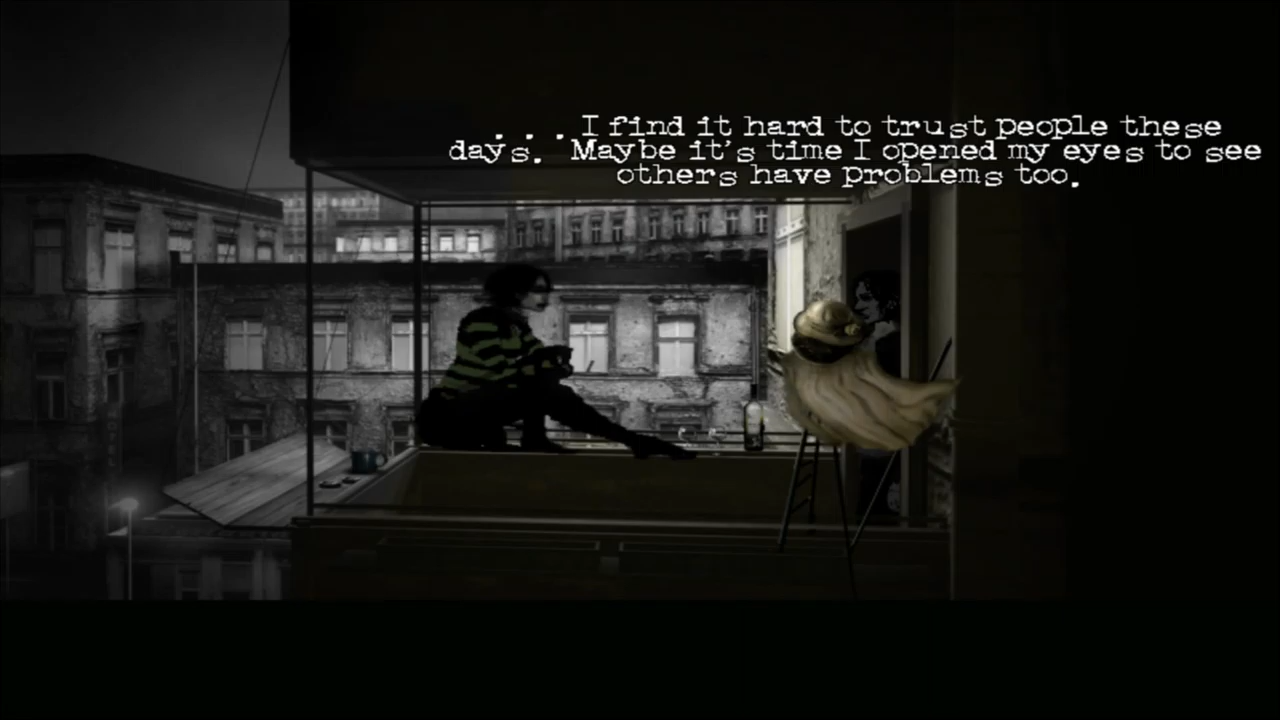 ...I find it hard to trust people these
days. Maybe it's time I opened my eyes to see
others have problems too.